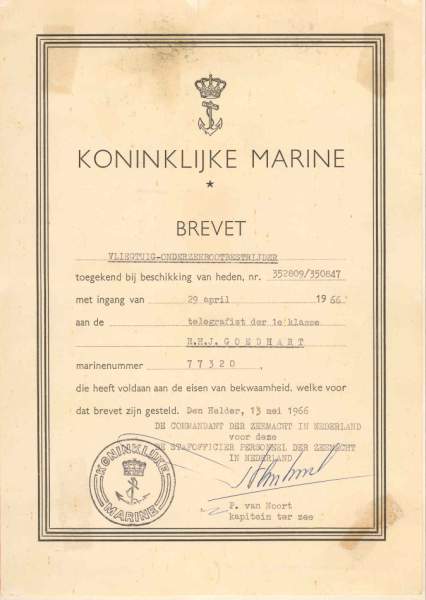 KONINKLIJKE MARINE
BREVET
VLIEGTUIG-ONDERZEEBOOTBESTRIJDER
toegekend bij beschikking van heden, nr. 352809/350847
met ingang van 29 april 1966
aan de telegrafist der 1e klasse
H.H.J. GOEDHART
marinenummer 77320 ,
die heeft voldaan aan de eisen van bekwaamheid, welke voor
dat brevet zijn gesteld. Den Helder, 13 mei 1966
DE COMMANDANT DER ZEEMACHT IN NEDERLAND
voor deze
DE STAFOFFICIER PERSONEEL DER ZEEMACHT
IN NEDERLAND
KONINKLIJKE
MARINE
P. van Noort
kapitein ter zee